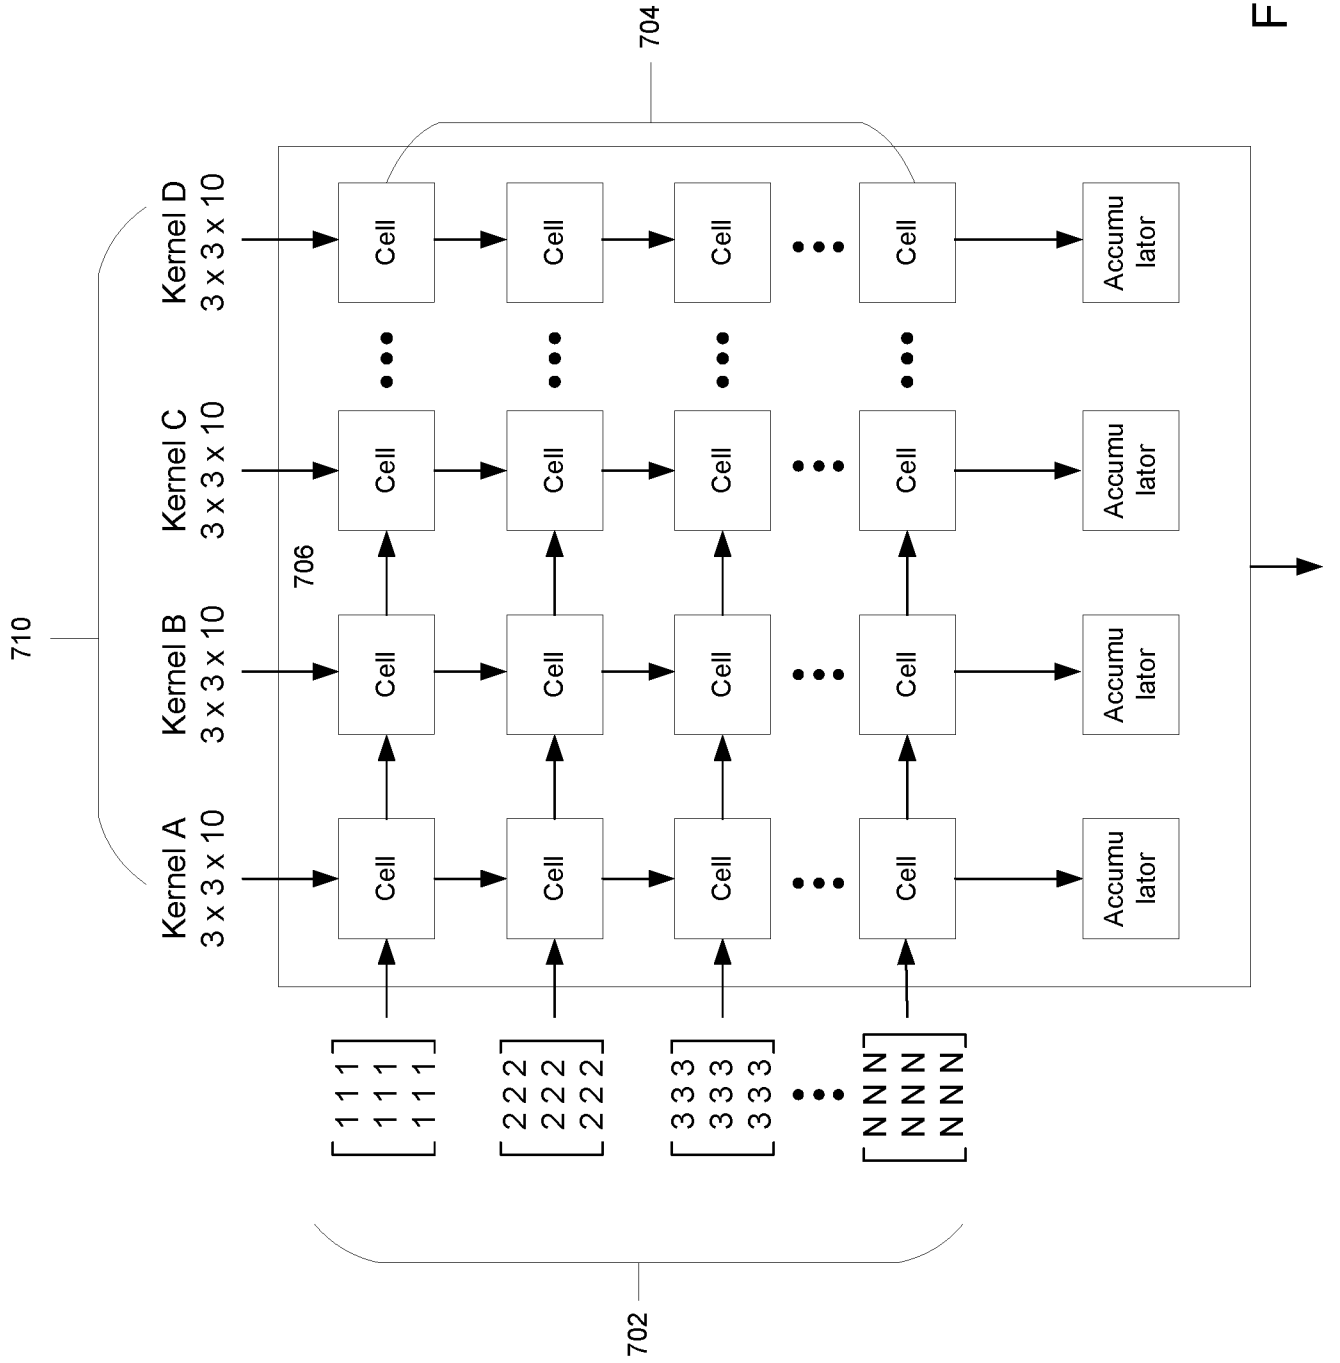 710
Kernel A
3 x 3 x 10
Kernel B
3 x 3 x 10
Kernel C
3 x 3 x 10
Kernel D
3 x 3 x 10
706
1 1 1
1 1 1
1 1 1
Cell
Cell
Cell
Cell
2 2 2
2 2 2
2 2 2
Cell
Cell
Cell
Cell
702
704
3 3 3
3 3 3
3 3 3
Cell
Cell
Cell
Cell
N N N
N N N
N N N
Cell
Cell
Cell
Cell
Accumu
lator
Accumu
lator
Accumu
lator
Accumu
lator
F